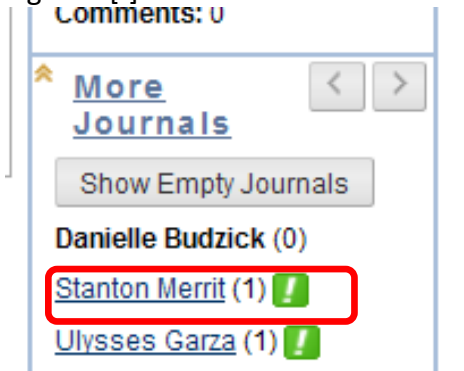 Comments: 0
More
Journals
< >
Show Empty Journals
Danielle Budzick (0)
Stanton Merrit (1) !
Ulysses Garza (1) !